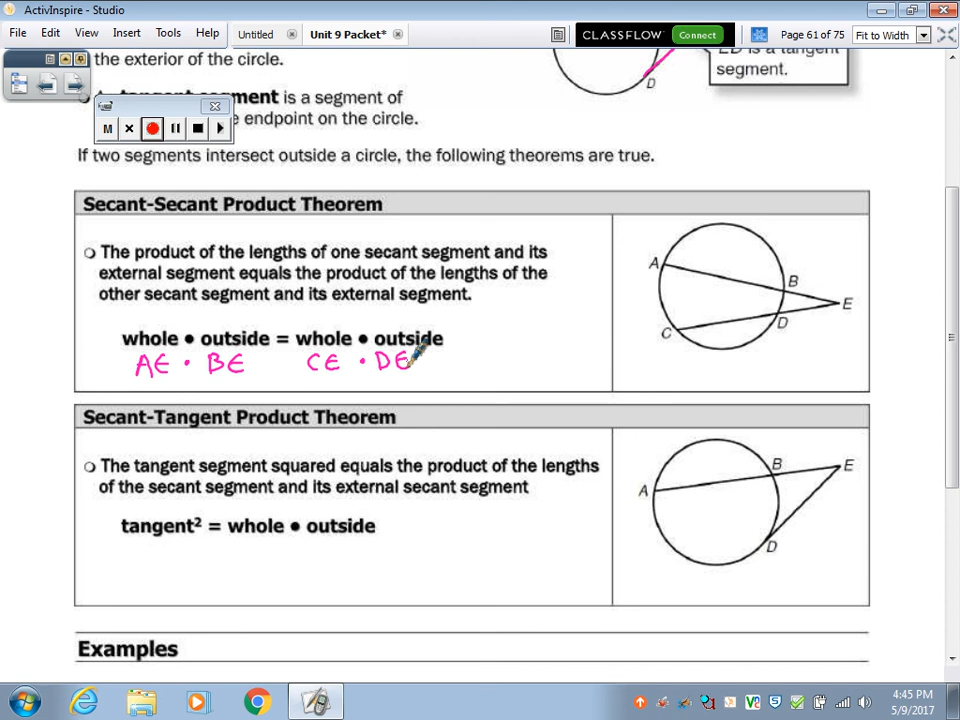 ActivInspire - Studio
File Edit View Insert Tools Help Untitled Unit 9 Packet* CLASSFLOW Connect Page 61 of 75 Fit to Width
the exterior of the circle.
ED is a tangent
segment.
D
tangent segment is a segment of
endpoint on the circle.
M
If two segments intersect outside a circle, the following theorems are true.
Secant-Secant Product Theorem
The product of the lengths of one secant segment and its
external segment equals the product of the lengths of the
other secant segment and its external segment.
whole • outside = whole • outside
AE · BE CE · DE
A B E C D
Secant-Tangent Product Theorem
The tangent segment squared equals the product of the lengths
of the secant segment and its external secant segment
tangent² = whole • outside
A B E D
Examples
4:45 PM
5/9/2017